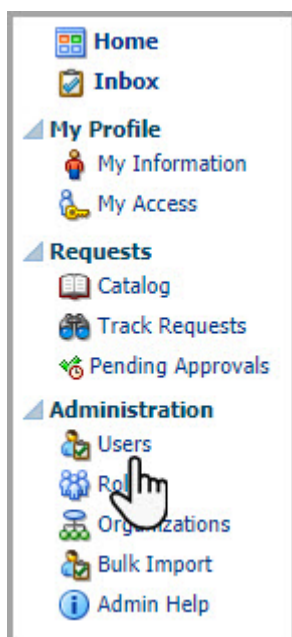 Home
Inbox
My Profile
My Information
My Access
Requests
Catalog
Track Requests
Pending Approvals
Administration
Users
Organizations
Bulk Import
Admin Help